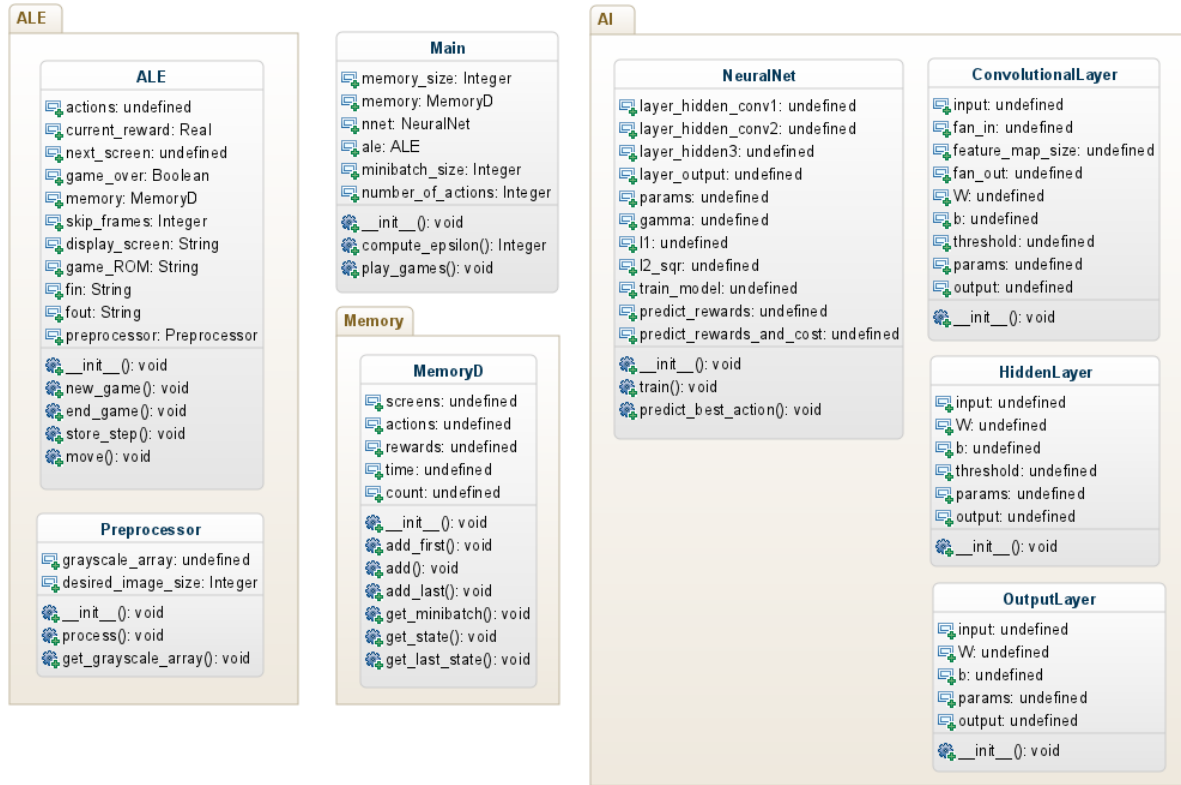 ALE
ALE
actions: undefined
current_reward: Real
next_screen: undefined
game_over: Boolean
memory: MemoryD
skip_frames: Integer
display_screen: String
game_ROM: String
fin: String
fout: String
preprocessor: Preprocessor
__init__(): void
new_game(): void
end_game(): void
store_step(): void
move(): void
Preprocessor
grayscale_array: undefined
desired_image_size: Integer
__init__(): void
process(): void
get_grayscale_array(): void
Main
memory_size: Integer
memory: MemoryD
nnet: NeuralNet
ale: ALE
minibatch_size: Integer
number_of_actions: Integer
__init__(): void
compute_epsilon(): Integer
play_games(): void
Memory
MemoryD
screens: undefined
actions: undefined
rewards: undefined
time: undefined
count: undefined
__init__(): void
add_first(): void
add(): void
add_last(): void
get_minibatch(): void
get_state(): void
get_last_state(): void
AI
NeuralNet
layer_hidden_conv1: undefined
layer_hidden_conv2: undefined
layer_hidden3: undefined
layer_output: undefined
params: undefined
gamma: undefined
l1: undefined
l2_sqr: undefined
train_model: undefined
predict_rewards: undefined
predict_rewards_and_cost: undefined
__init__(): void
train(): void
predict_best_action(): void
ConvolutionalLayer
input: undefined
fan_in: undefined
feature_map_size: undefined
fan_out: undefined
W: undefined
b: undefined
threshold: undefined
params: undefined
output: undefined
__init__(): void
HiddenLayer
input: undefined
W: undefined
b: undefined
threshold: undefined
params: undefined
output: undefined
__init__(): void
OutputLayer
input: undefined
W: undefined
b: undefined
params: undefined
output: undefined
__init__(): void